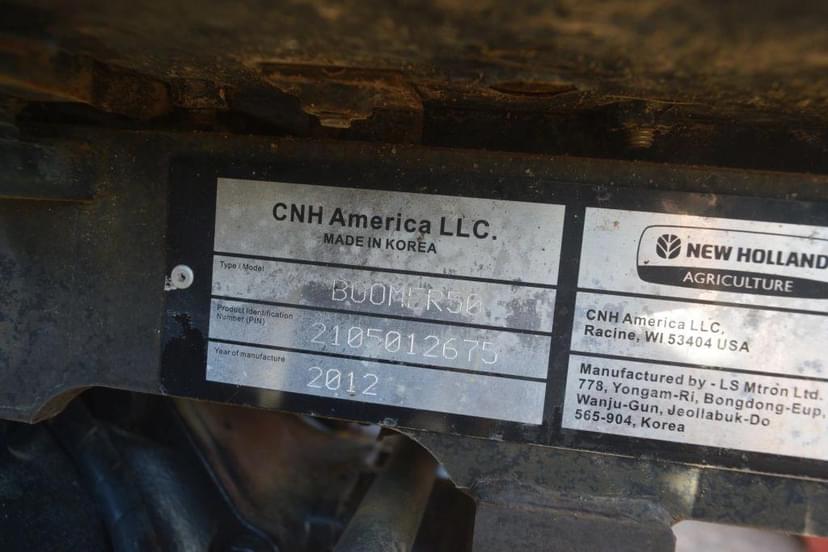 CNH America LLC.
MADE IN KOREA
Type / Model
BOOMER50
Product Identification
Number (PIN)
2105012675
Year of manufacture
2012
NEW HOLLAND
AGRICULTURE
CNH America LLC,
Racine, WI 53404 USA
Manufactured by - LS Mtron Ltd.
778, Yongam-Ri, Bongdong-Eup,
Wanju-Gun, Jeollabuk-Do
565-904, Korea